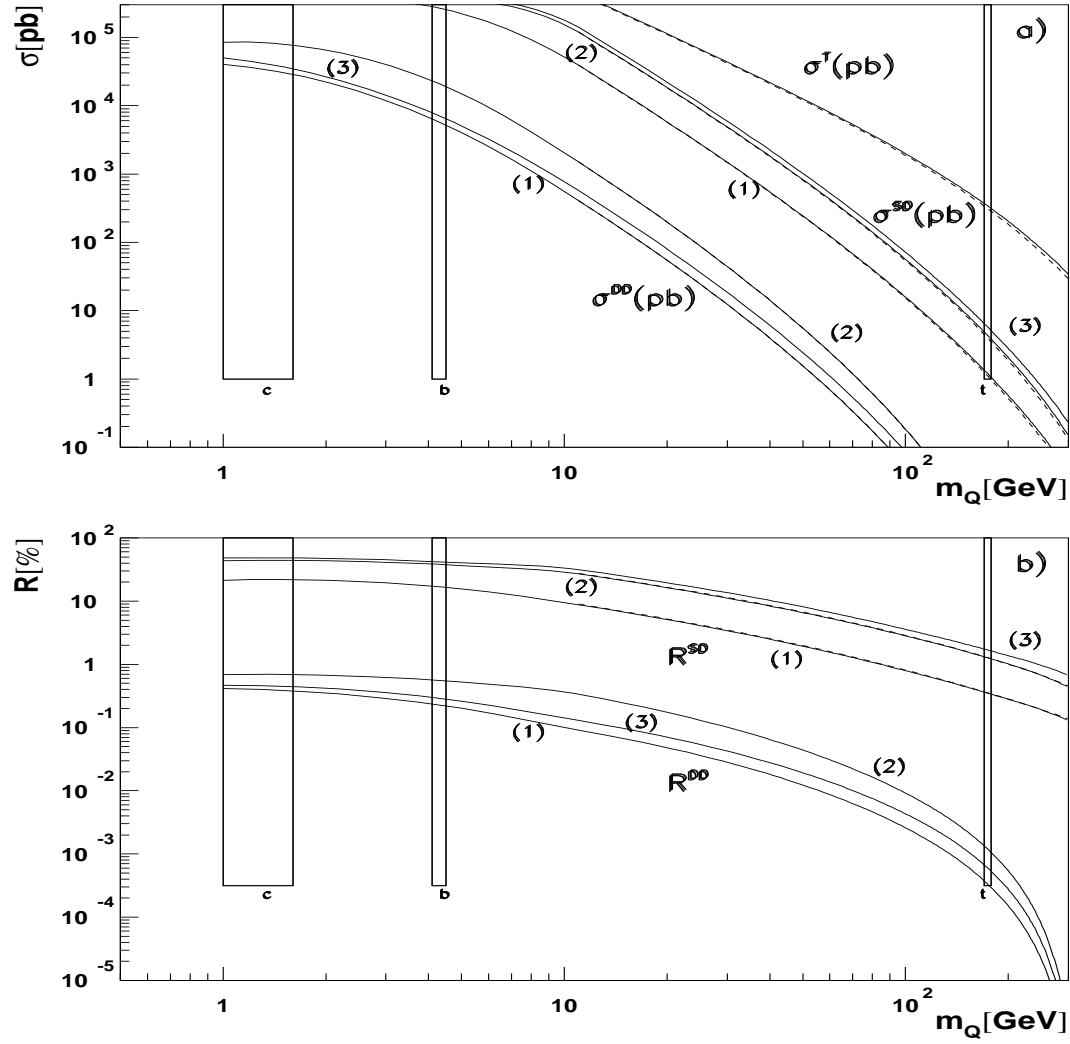 σ[pb]
10^5
10^4
10^3
10^2
10
1
10^-1
a)
σ^T(pb)
(2)
(3)
(1)
(1)
σ^SD(pb)
σ^DD(pb)
(2)
(3)
c
b
t
1
10
10^2
m_Q[GeV]
R[%]
10^2
10
1
10^-1
10^-2
10^-3
10^-4
10^-5
b)
(2)
(3)
R^SD
(1)
(3)
(1)
(2)
R^DD
c
b
t
1
10
10^2
m_Q[GeV]